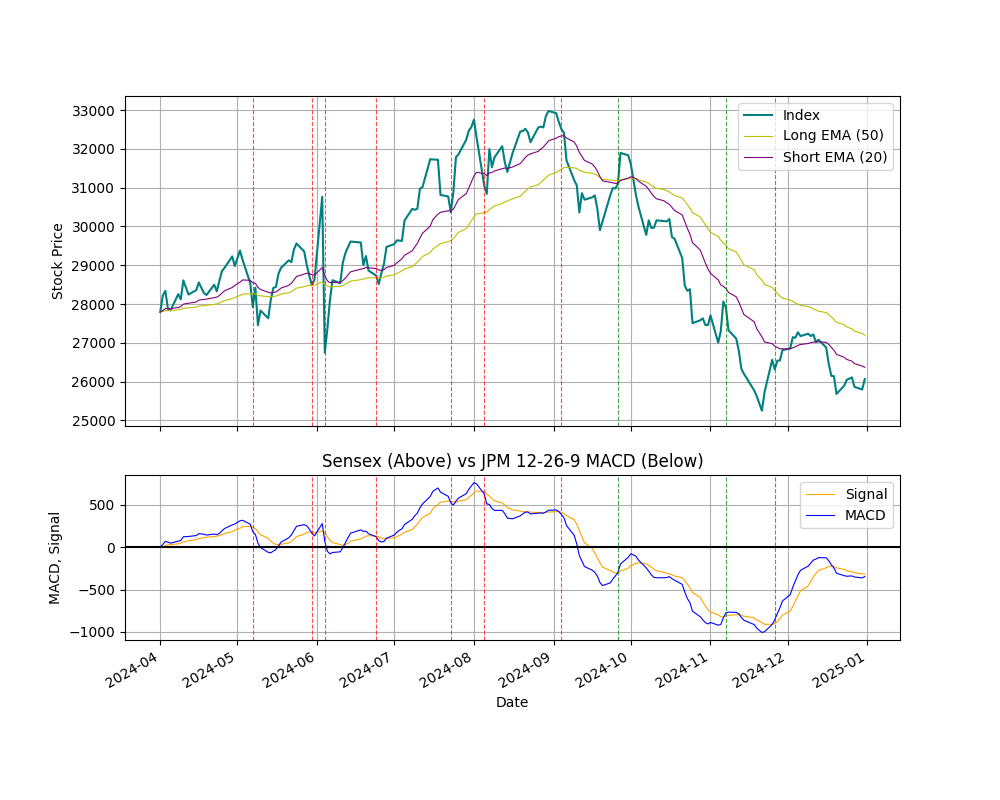 33000
32000
31000
30000
29000
28000
27000
26000
25000
Stock Price
Index
Long EMA (50)
Short EMA (20)
Sensex (Above) vs JPM 12-26-9 MACD (Below)
500
0
−500
−1000
MACD, Signal
Signal
MACD
2024-04
2024-05
2024-06
2024-07
2024-08
2024-09
2024-10
2024-11
2024-12
2025-01
Date